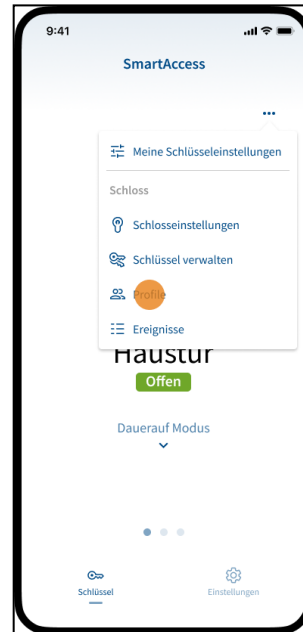 9:41
SmartAccess
Meine Schlüsseleinstellungen
Schloss
Schlosseinstellungen
Schlüssel verwalten
Profile
Ereignisse
Haustür
Offen
Dauerauf Modus
Schlüssel
Einstellungen